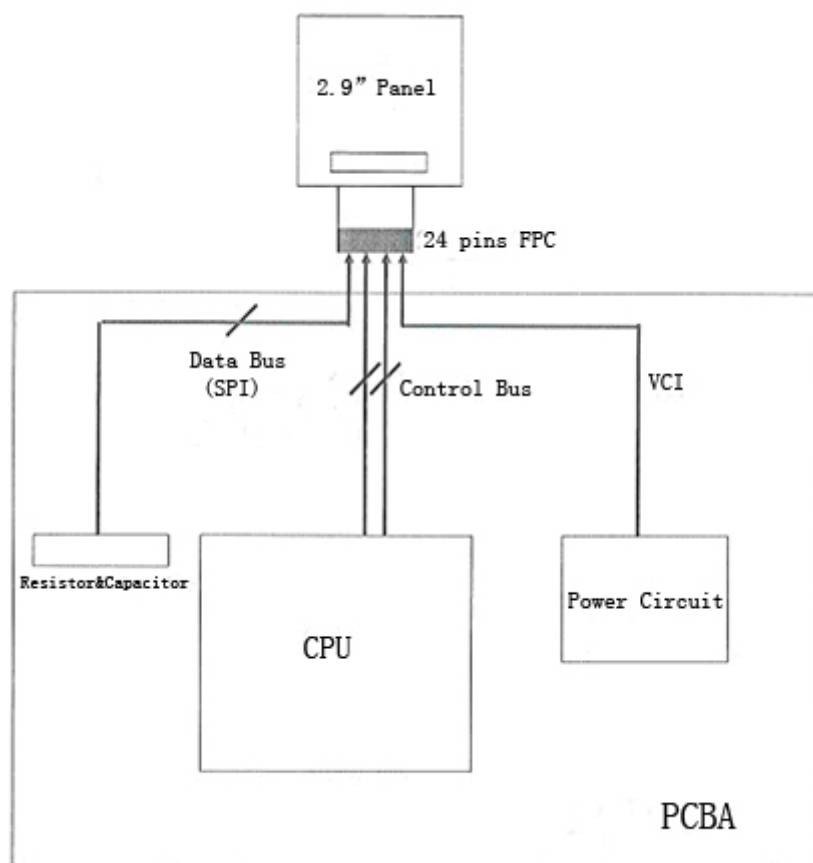 2.9” Panel
24 pins FPC
Data Bus
(SPI)
Control Bus
VCI
Resistor&Capacitor
CPU
Power Circuit
PCBA